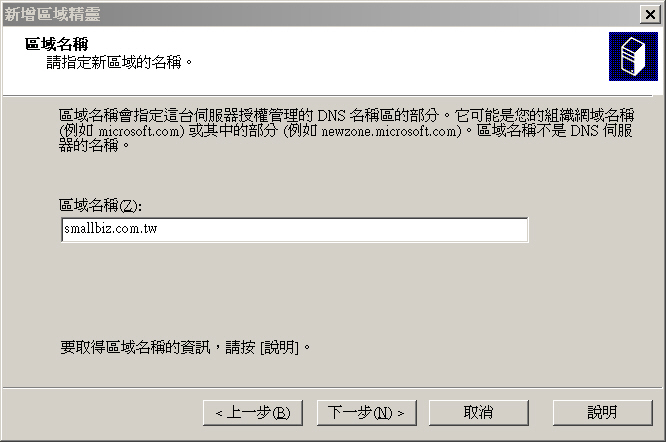 新增區域精靈
區域名稱
請指定新區域的名稱。
區域名稱會指定這台伺服器授權管理的 DNS 名稱區的部分。它可能是您的組織網域名稱
(例如 microsoft.com) 或其中的部分 (例如 newzone.microsoft.com)。區域名稱不是 DNS 伺服
器的名稱。
區域名稱(Z):
smallbiz.com.tw
要取得區域名稱的資訊，請按 [說明]。
< 上一步(B) 下一步(N) > 取消 說明